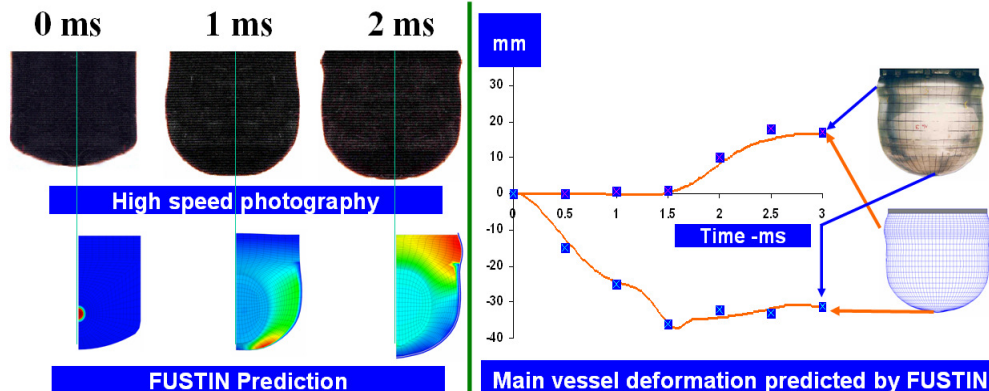 0 ms 1 ms 2 ms
High speed photography
FUSTIN Prediction
mm
30
20
10
0
-10
-20
-30
-40
0 0.5 1 1.5 2 2.5 3
Time -ms
Main vessel deformation predicted by FUSTIN